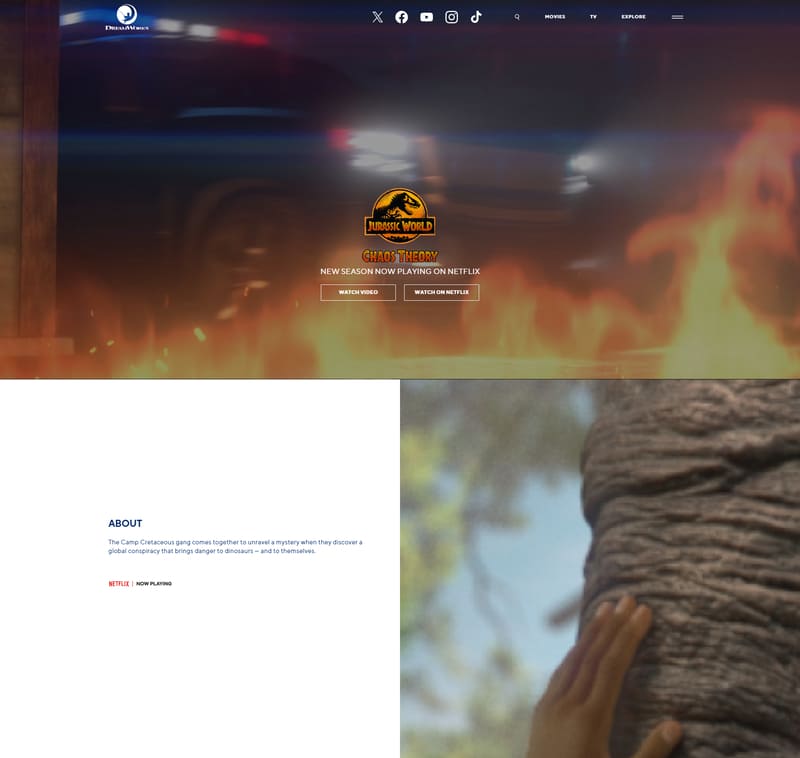 DREAMWORKS
MOVIES
TV
EXPLORE
JURASSIC WORLD
CHAOS THEORY
NEW SEASON NOW PLAYING ON NETFLIX
WATCH VIDEO
WATCH ON NETFLIX
ABOUT
The Camp Cretaceous gang comes together to unravel a mystery when they discover a
global conspiracy that brings danger to dinosaurs — and to themselves.
NETFLIX | NOW PLAYING